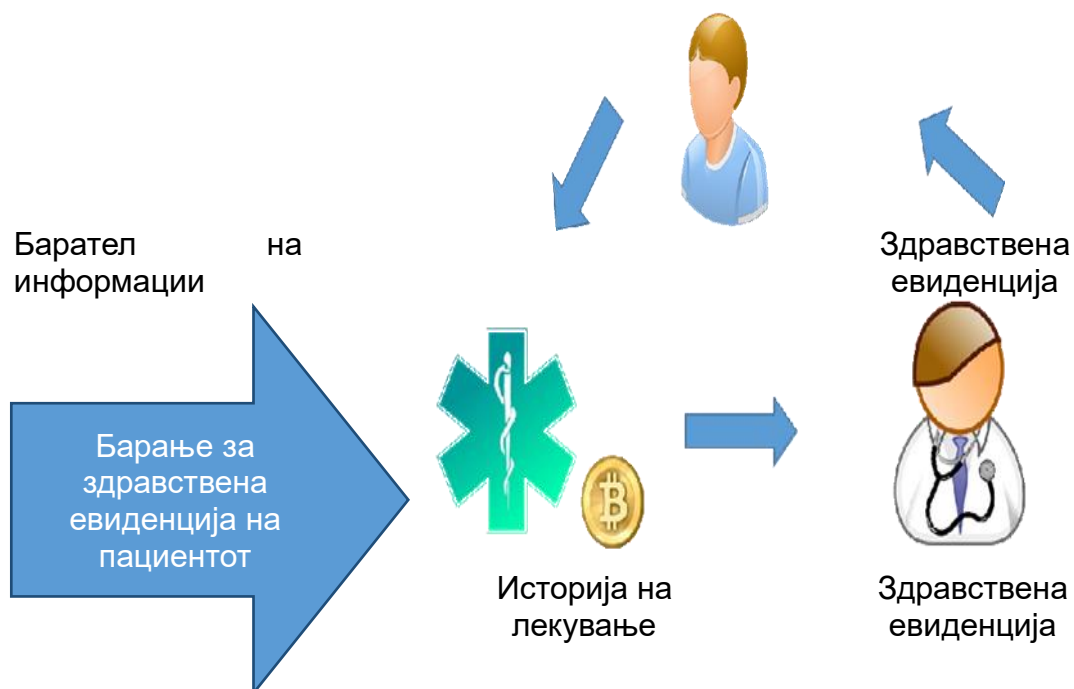 Барател на
информации
Здравствена
евиденција
Барање за
здравствена
евиденција на
пациентот
Историја на
лекување
Здравствена
евиденција